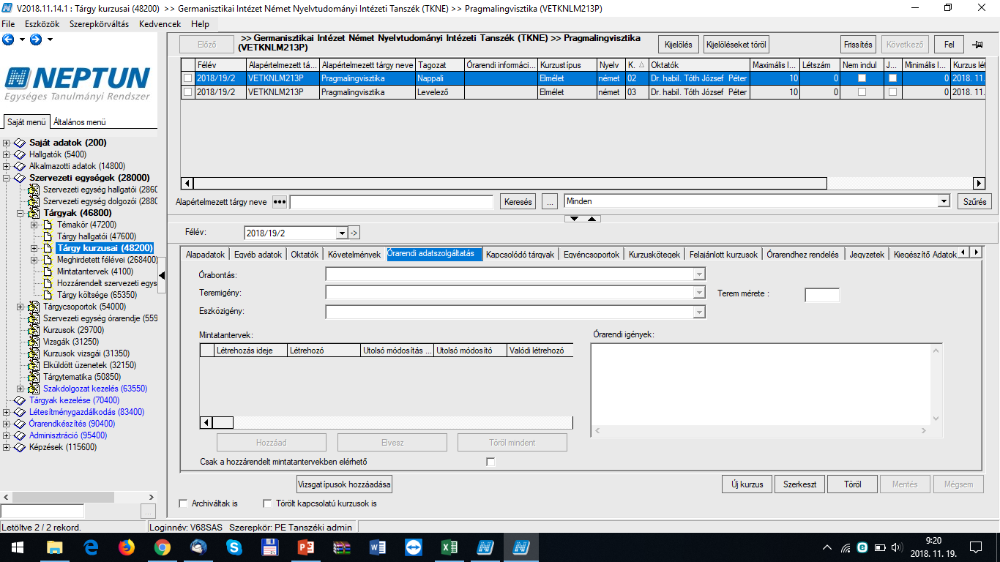 V2018.11.14.1 : Tárgy kurzusai (48200) >> Germanisztikai Intézet Német Nyelvtudományi Intézeti Tanszék (TKNE) >> Pragmalingvisztika (VETKNLM213P)
File Eszközök Szerepkörváltás Kedvencek Help
NEPTUN
Egységes Tanulmányi Rendszer
Saját menü Általános menü
Saját adatok (200)
Hallgatók (5400)
Alkalmazotti adatok (14800)
Szervezeti egységek (28000)
Szervezeti egység hallgatói (2860
Szervezeti egység dolgozói (2880
Tárgyak (46800)
Témakör (47200)
Tárgy hallgatói (47600)
Tárgy kurzusai (48200)
Meghirdetett félévei (268400)
Mintatantervek (4100)
Hozzárendelt szervezeti egys
Tárgy költsége (65350)
Tárgycsoportok (54000)
Szervezeti egység órarendje (559
Kurzusok (29700)
Vizsgák (31250)
Kurzusok vizsgái (31350)
Elküldött üzenetek (32150)
Tárgytematika (50850)
Szakdolgozat kezelés (63550)
Tárgyak kezelése (70400)
Létesítménygazdálkodás (83400)
Órarendkészítés (90400)
Adminisztráció (95400)
Képzések (115600)
...
Előző >> Germanisztikai Intézet Német Nyelvtudományi Intézeti Tanszék (TKNE) >> Pragmalingvisztika
(VETKNLM213P)
Kijelölés Kijelöléseket töröl Frissítés Következő Fel
Félév Alapértelmezett tá... Alapértelmezett tárgy neve Tagozat Órarendi informáci... Kurzustípus Nyelv K. Oktatók Maximális l... Létszám Nem indul J... Minimális l... Kurzus lét
2018/19/2 VETKNLM213P Pragmalingvisztika Nappali Elmélet német 02 Dr. habil. Tóth József Péter 10 0 0 2018. 11.
2018/19/2 VETKNLM213P Pragmalingvisztika Levelező Elmélet német 03 Dr. habil. Tóth József Péter 10 0 0 2018. 11.
Alapértelmezett tárgy neve ••• Keresés ... Minden Szűrés
Félév: 2018/19/2 ->
Alapadatok Egyéb adatok Oktatók Követelmények Órarendi adatszolgáltatás Kapcsolódó tárgyak Egyéncsoportok Kurzuskötegek Felajánlott kurzusok Órarendhez rendelés Jegyzetek Kiegészítő Adatok
Órabontás:
Teremigény: Terem mérete :
Eszközigény:
Mintatantervek: Órarendi igények:
Létrehozás ideje Létrehozó Utolsó módosítás ... Utolsó módosító Valódi létrehozó
Hozzáad Elvesz Töröl mindent
Csak a hozzárendelt mintatantervekben elérhető
Vizsgatípusok hozzáadása Új kurzus Szerkeszt Töröl Mentés Mégsem
Archiváltak is Törölt kapcsolatú kurzusok is
Letöltve 2 / 2 rekord. Loginnév: V68SAS Szerepkör: PE Tanszéki admin
9:20
2018. 11. 19.